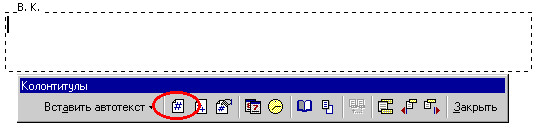 В. К.
Колонтитулы
Вставить автотекст
Закрыть